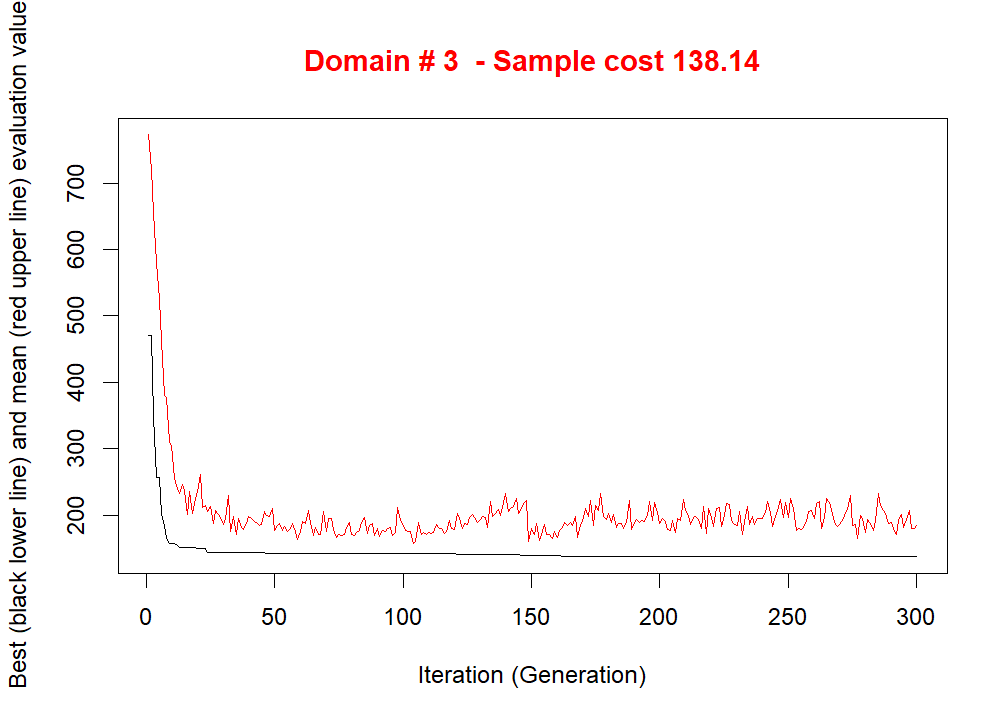 Domain # 3  - Sample cost 138.14
Best (black lower line) and mean (red upper line) evaluation value
700
600
500
400
300
200
0 50 100 150 200 250 300
Iteration (Generation)